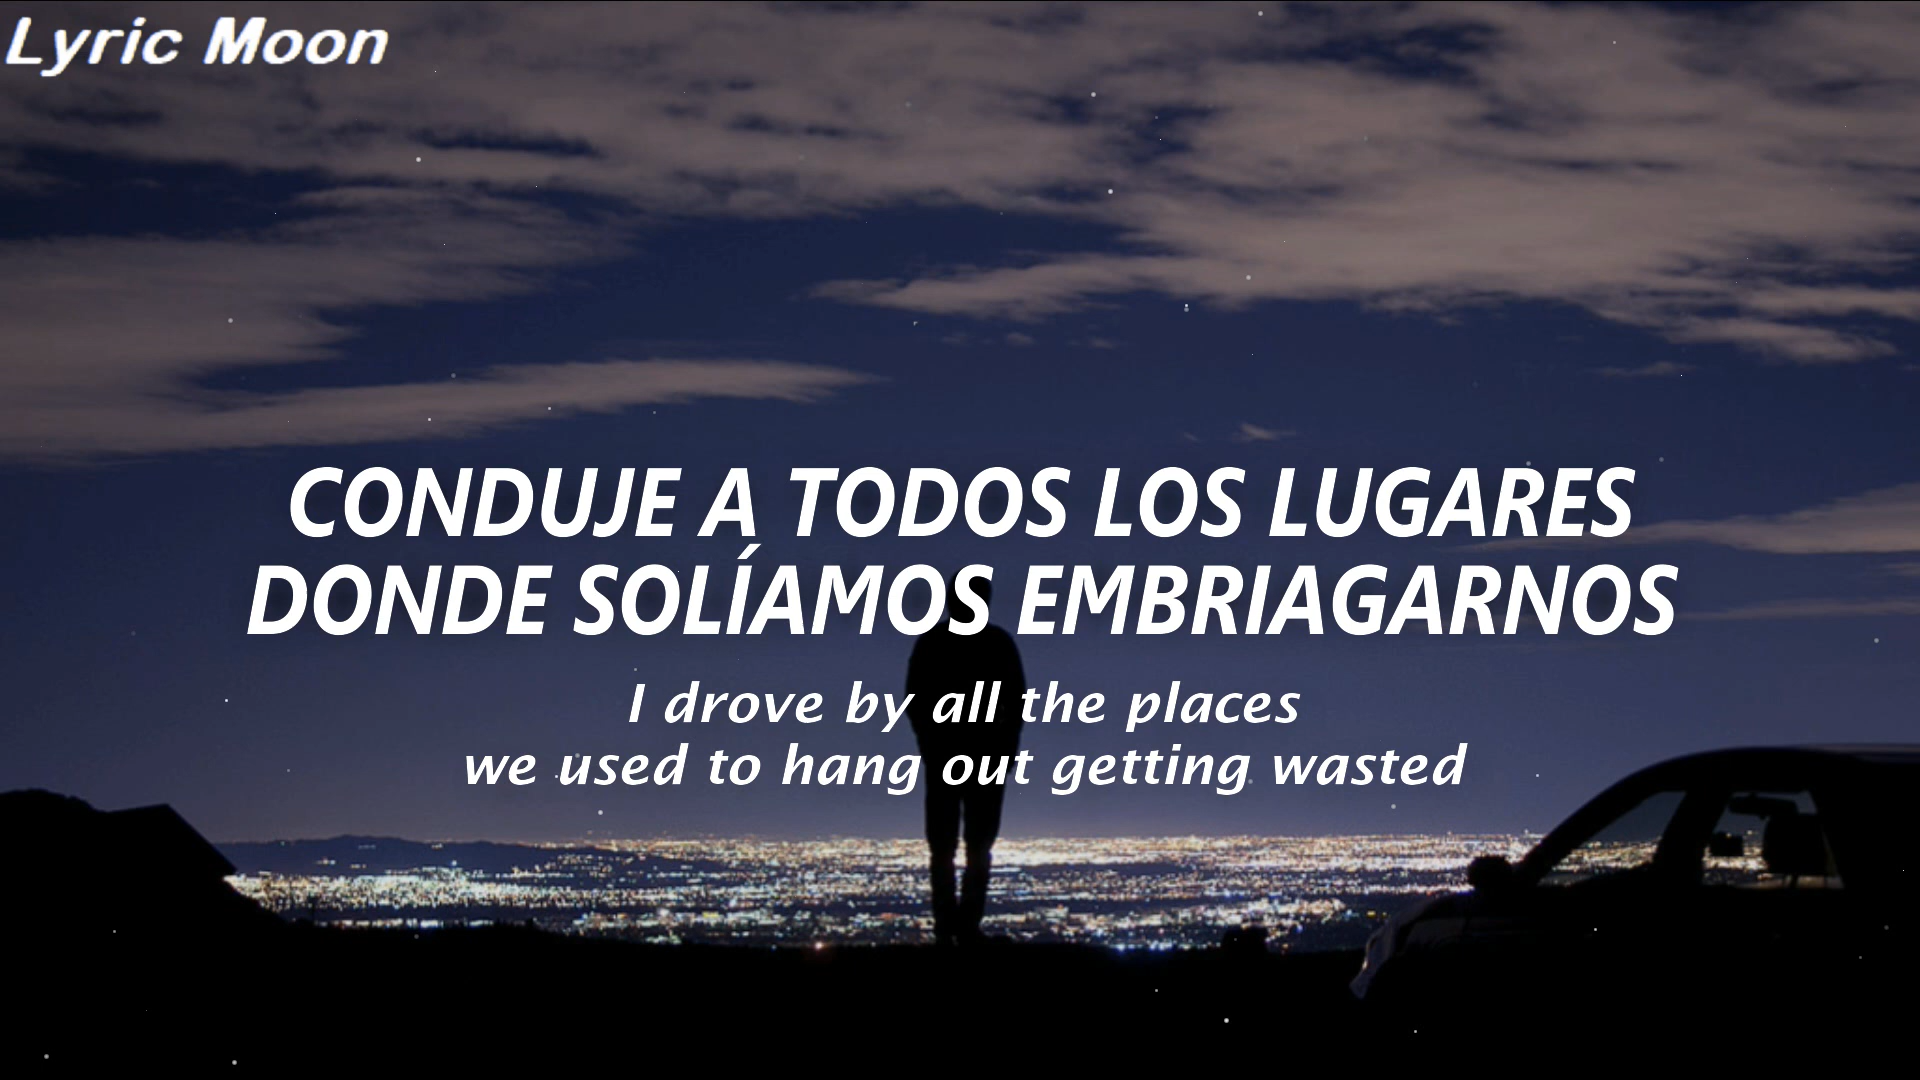 Lyric Moon
CONDUJE A TODOS LOS LUGARES
DONDE SOLÍAMOS EMBRIAGARNOS
I drove by all the places
we used to hang out getting wasted